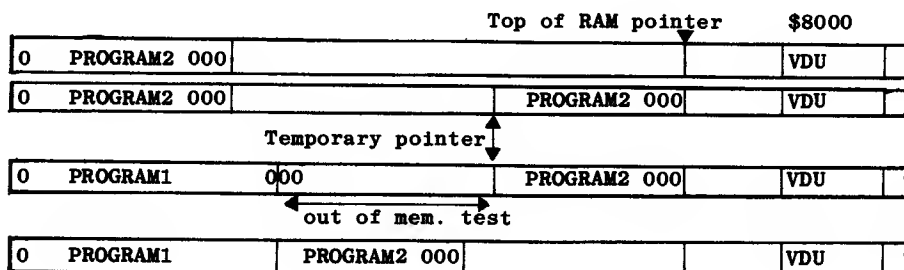 Top of RAM pointer $8000
0 PROGRAM2 000 VDU
0 PROGRAM2 000 PROGRAM2 000 VDU
Temporary pointer
0 PROGRAM1 000 PROGRAM2 000 VDU
out of mem. test
0 PROGRAM1 PROGRAM2 000 VDU